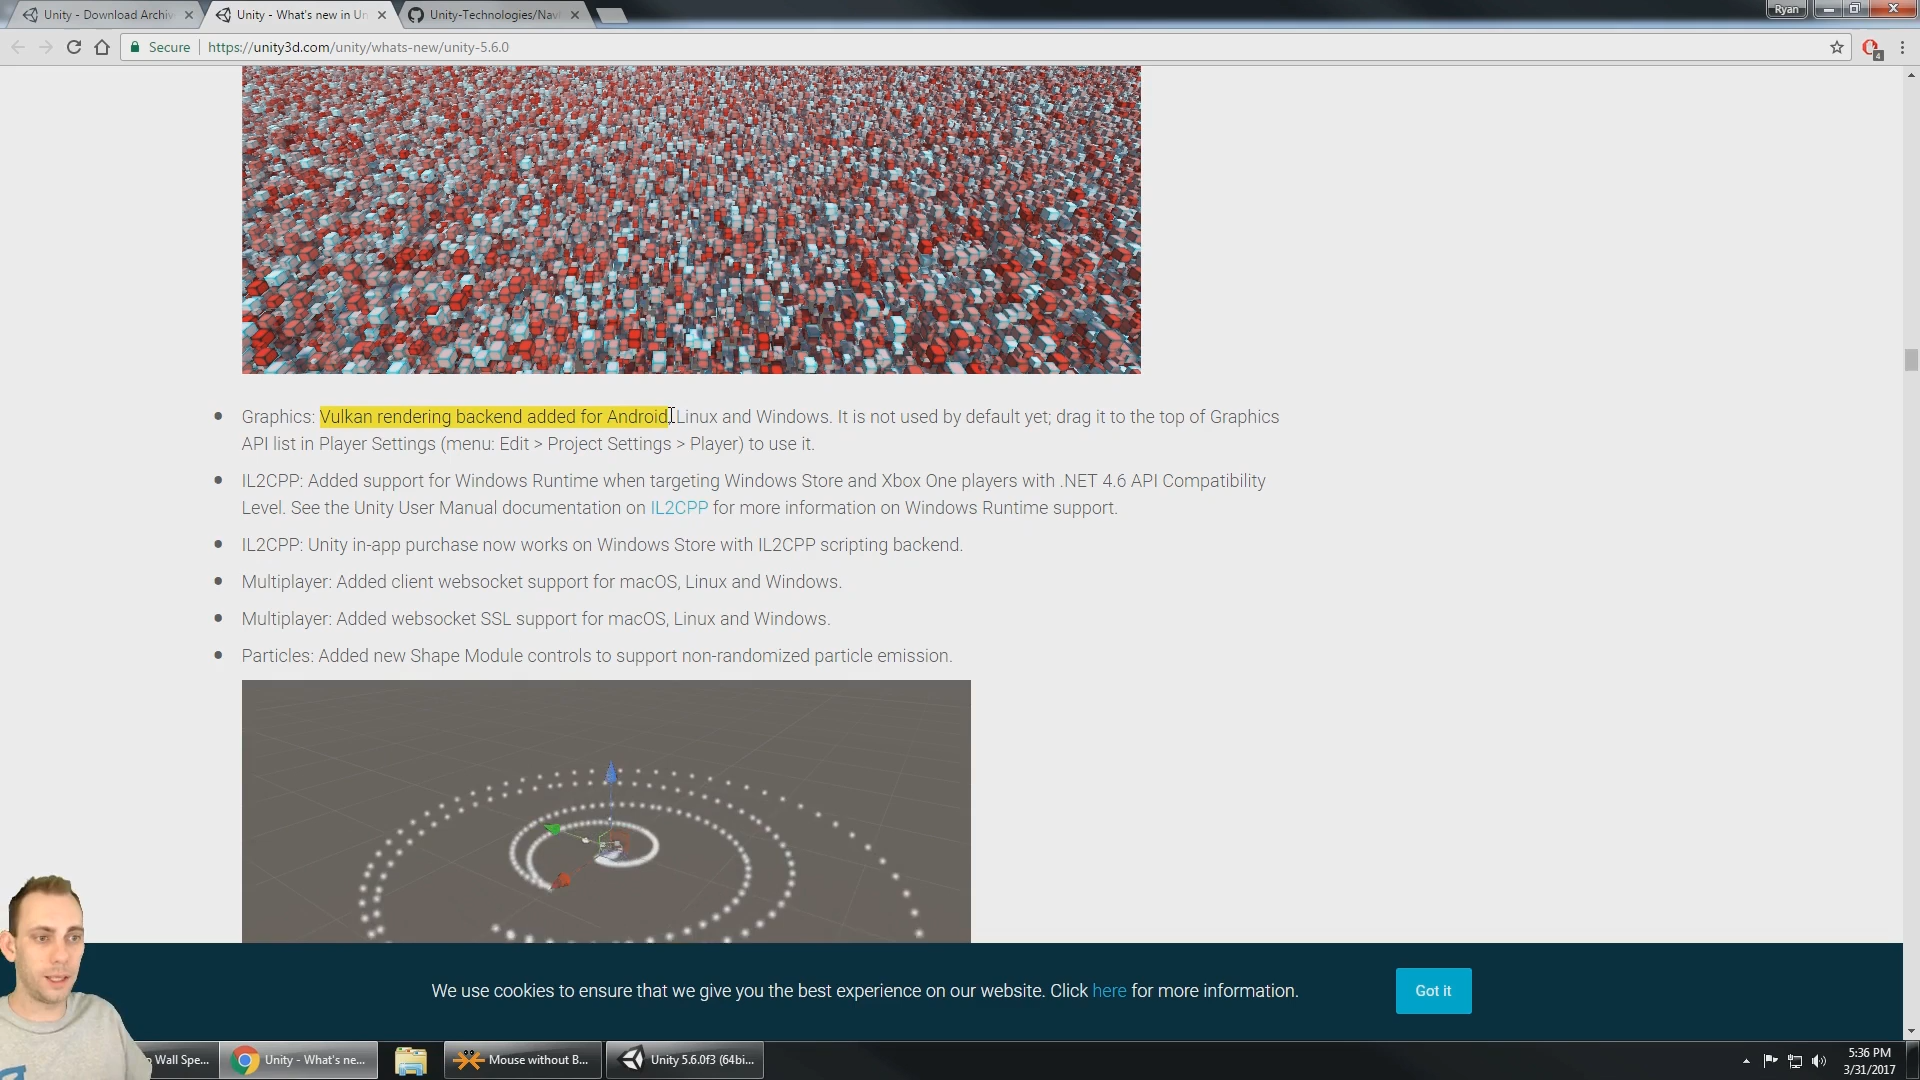 Unity - Download Archiv
Unity - What's new in Un
Unity-Technologies/Nav
Ryan
Secure
https://unity3d.com/unity/whats-new/unity-5.6.0
4
Graphics: Vulkan rendering backend added for Android, Linux and Windows. It is not used by default yet; drag it to the top of Graphics
API list in Player Settings (menu: Edit > Project Settings > Player) to use it.
IL2CPP: Added support for Windows Runtime when targeting Windows Store and Xbox One players with .NET 4.6 API Compatibility
Level. See the Unity User Manual documentation on IL2CPP for more information on Windows Runtime support.
IL2CPP: Unity in-app purchase now works on Windows Store with IL2CPP scripting backend.
Multiplayer: Added client websocket support for macOS, Linux and Windows.
Multiplayer: Added websocket SSL support for macOS, Linux and Windows.
Particles: Added new Shape Module controls to support non-randomized particle emission.
We use cookies to ensure that we give you the best experience on our website. Click here for more information.
Got it
Wall Spe...
Unity - What's ne...
Mouse without B...
Unity 5.6.0f3 (64bi...
5:36 PM
3/31/2017